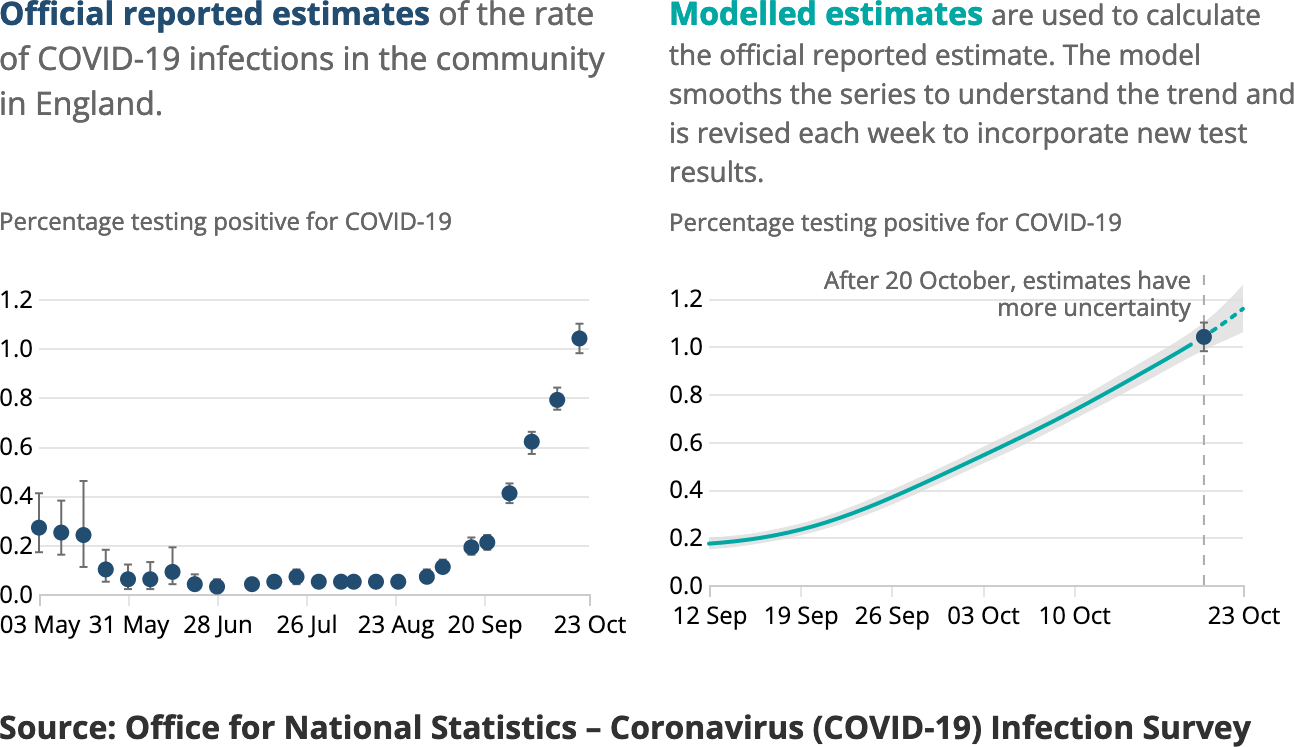 Official reported estimates of the rate
of COVID-19 infections in the community
in England.
Percentage testing positive for COVID-19
1.2
1.0
0.8
0.6
0.4
0.2
0.0
03 May 31 May 28 Jun 26 Jul 23 Aug 20 Sep 23 Oct
Modelled estimates are used to calculate
the official reported estimate. The model
smooths the series to understand the trend and
is revised each week to incorporate new test
results.
Percentage testing positive for COVID-19
After 20 October, estimates have
more uncertainty
1.2
1.0
0.8
0.6
0.4
0.2
0.0
12 Sep 19 Sep 26 Sep 03 Oct 10 Oct 23 Oct
Source: Office for National Statistics – Coronavirus (COVID-19) Infection Survey